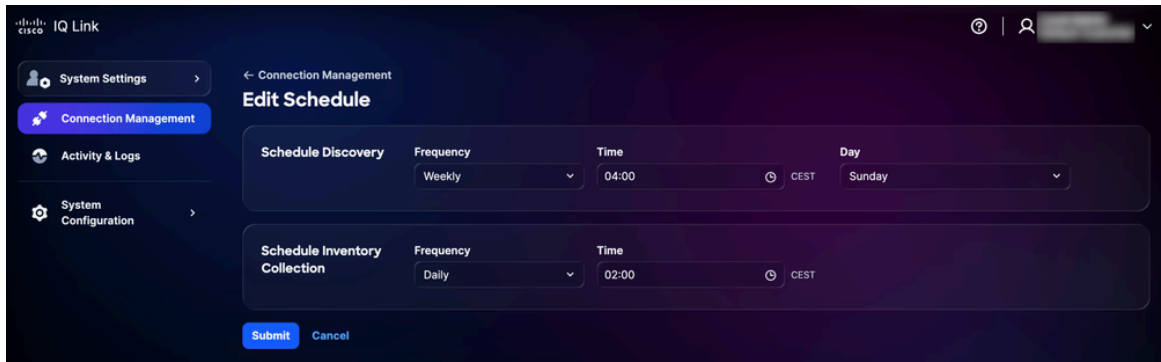 cisco IQ Link
System Settings
← Connection Management
Edit Schedule
Connection Management
Schedule Discovery
Frequency
Time
Day
Weekly
04:00
CEST
Sunday
Activity & Logs
System
Configuration
Schedule Inventory
Collection
Frequency
Time
Daily
02:00
CEST
Submit
Cancel